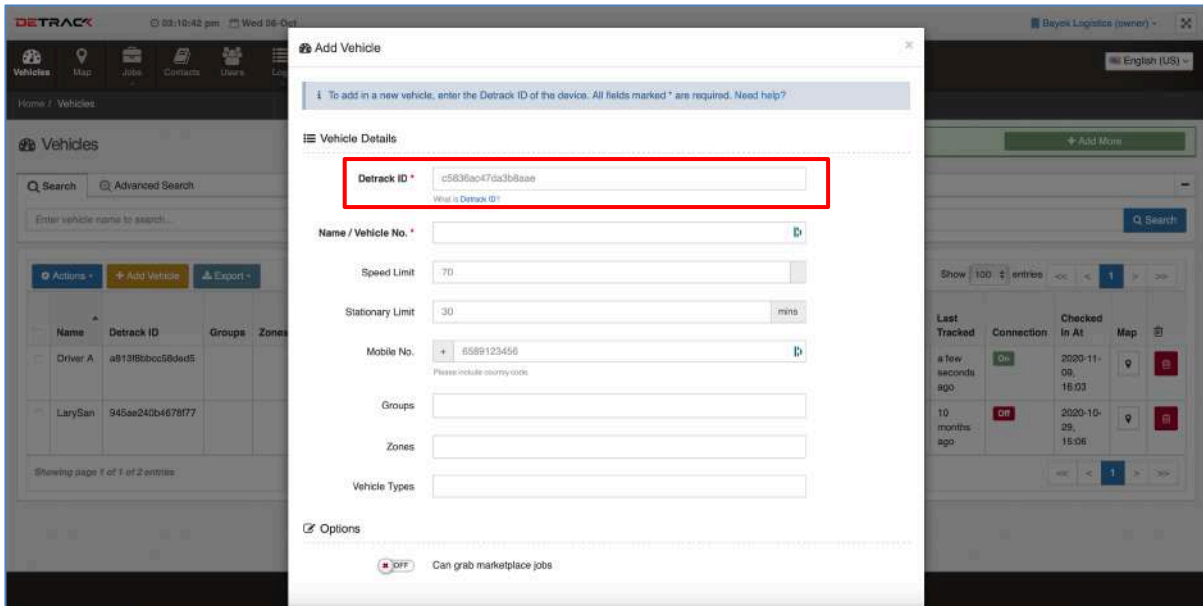 DETRACK
03:10:42 pm
Wed 06-Oct
Bayek Logistics (owner)
Vehicles
Map
Jobs
Contacts
Users
English (US)
Home / Vehicles
Vehicles
+ Add More
Search
Advanced Search
Enter vehicle name to search...
Search
Actions
+ Add Vehicle
Export
Show 100 entries
<<
<
1
>
>>
Name
Detrack ID
Groups
Zones
Last Tracked
Connection
Checked In At
Map
Driver A
a813f8bbcc58ded5
a few seconds ago
On
2020-11-09, 16:03
LarySan
945ae240b4678f77
10 months ago
Off
2020-10-29, 15:06
Showing page 1 of 1 of 2 entries
<<
<
1
>
>>
Add Vehicle
×
i To add in a new vehicle, enter the Detrack ID of the device. All fields marked * are required. Need help?
Vehicle Details
Detrack ID *
c5836ac47da3b8aae
What is Detrack ID?
Name / Vehicle No. *
Speed Limit
70
Stationary Limit
30
mins
Mobile No.
+
6589123456
Please include country code.
Groups
Zones
Vehicle Types
Options
OFF
Can grab marketplace jobs